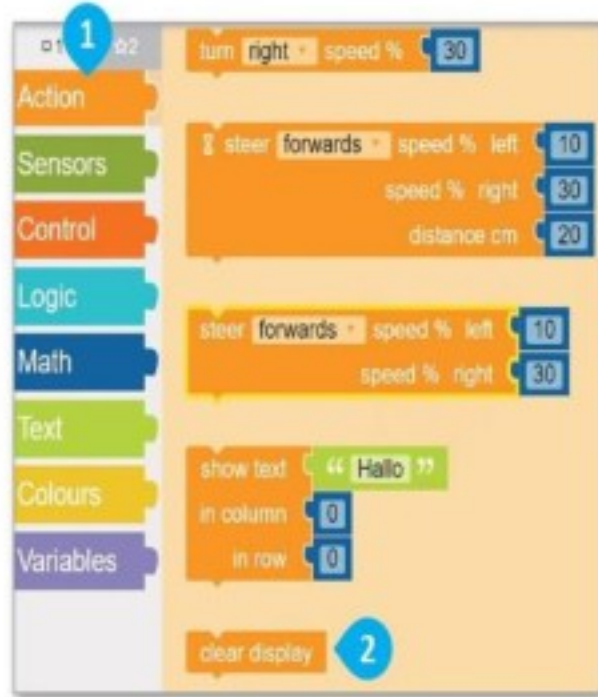 1
2
Action
Sensors
Control
Logic
Math
Text
Colours
Variables
turn right speed % 30
steer forwards speed % left 10
speed % right 30
distance cm 20
steer forwards speed % left 10
speed % right 30
show text “ Hallo ”
in column 0
in row 0
clear display 2